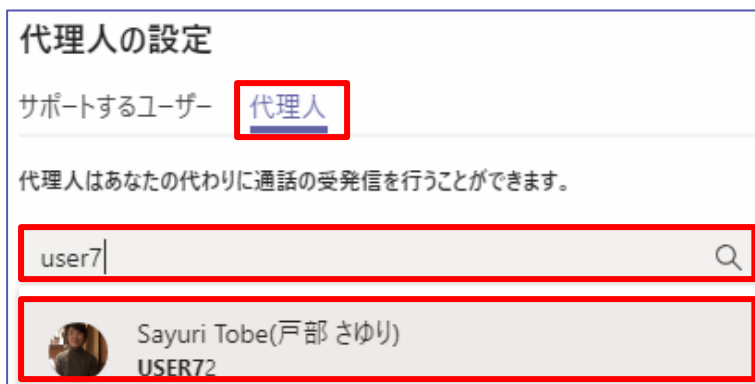 代理人の設定
サポートするユーザー 代理人
代理人はあなたの代わりに通話の受発信を行うことができます。
user7
Sayuri Tobe(戸部 さゆり)
USER72